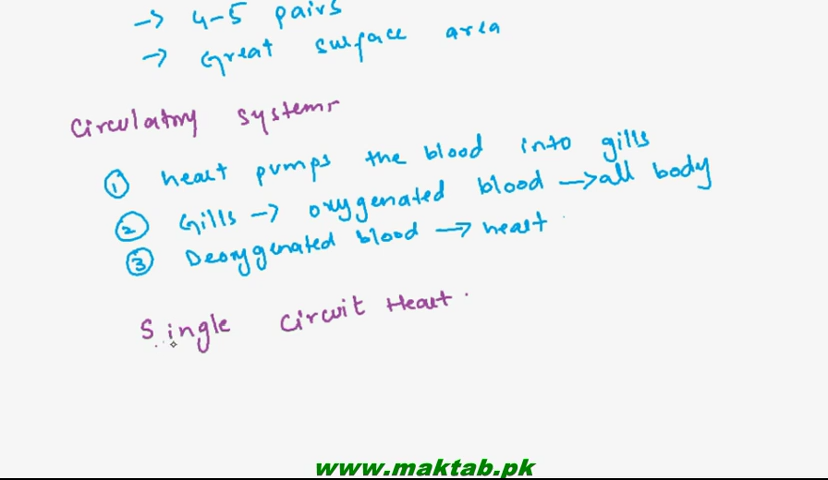 → 4-5 pairs
→ Great surface area
Circulatory system
① heart pumps the blood into gills
② Gills → oxygenated blood → all body
③ Deoxygenated blood → heart
Single Circuit Heart.
www.maktab.pk